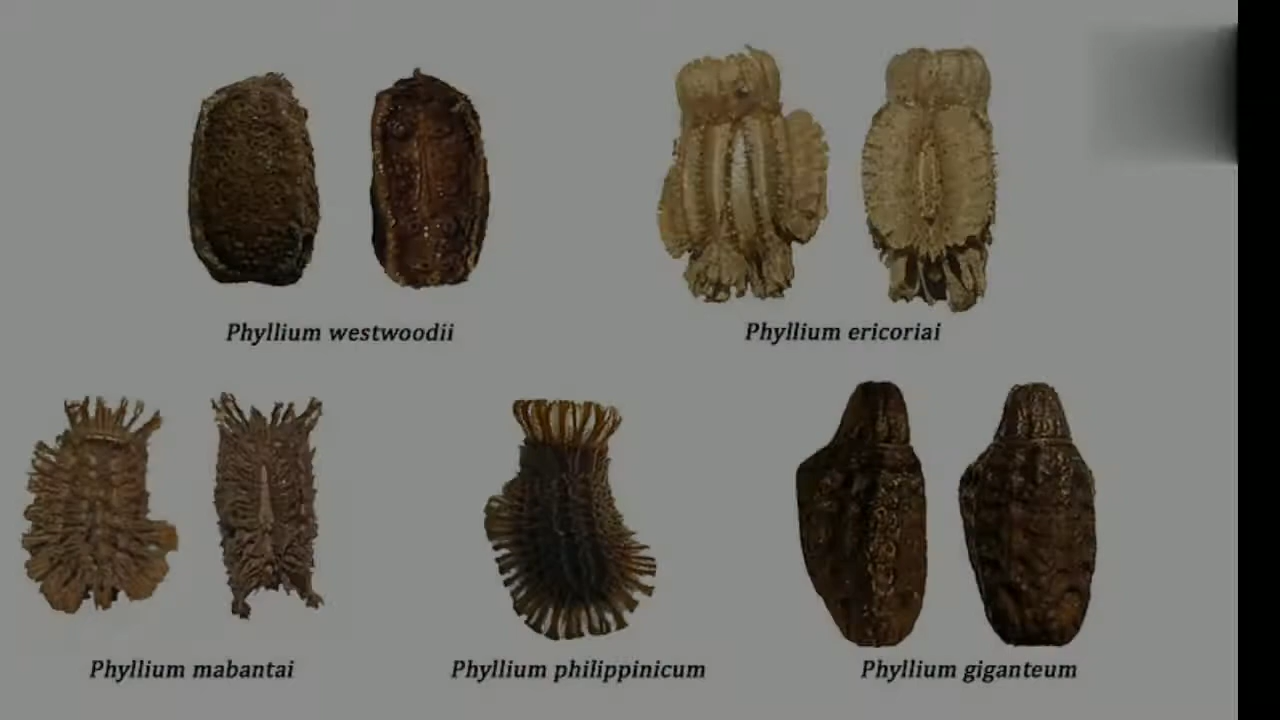 Phyllium westwoodii
Phyllium ericoriai
Phyllium mabantai
Phyllium philippinicum
Phyllium giganteum